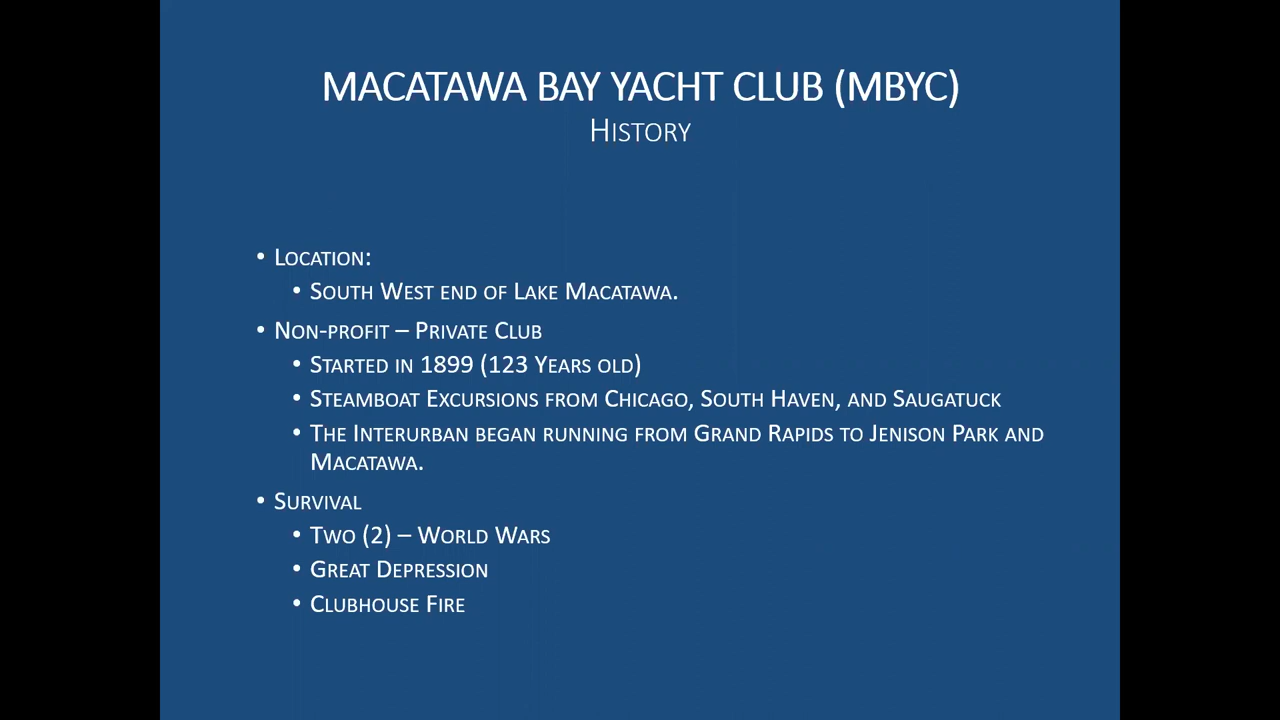 MACATAWA BAY YACHT CLUB (MBYC)
HISTORY
• LOCATION:
• SOUTH WEST END OF LAKE MACATAWA.
• NON-PROFIT – PRIVATE CLUB
• STARTED IN 1899 (123 YEARS OLD)
• STEAMBOAT EXCURSIONS FROM CHICAGO, SOUTH HAVEN, AND SAUGATUCK
• THE INTERURBAN BEGAN RUNNING FROM GRAND RAPIDS TO JENISON PARK AND
MACATAWA.
• SURVIVAL
• TWO (2) – WORLD WARS
• GREAT DEPRESSION
• CLUBHOUSE FIRE